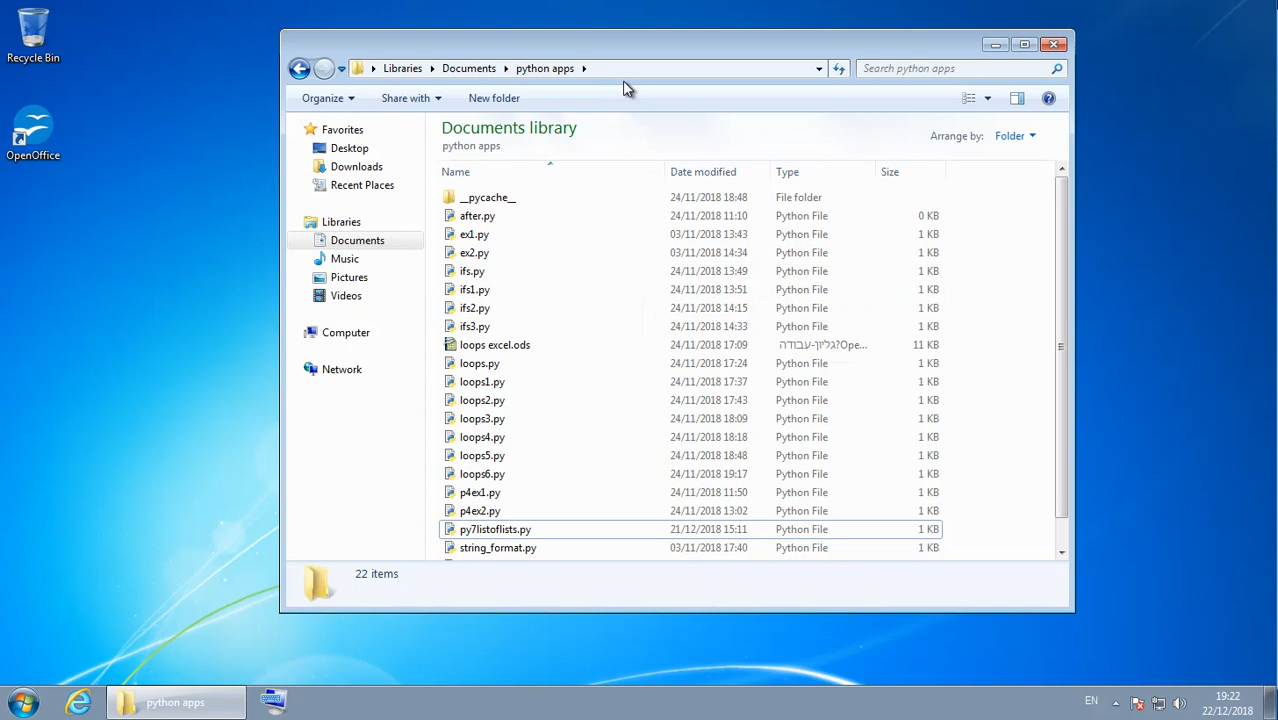 Recycle Bin
OpenOffice
Libraries Documents python apps
Search python apps
Organize Share with New folder
Favorites
Desktop
Downloads
Recent Places
Libraries
Documents
Music
Pictures
Videos
Computer
Network
Documents library
python apps
Arrange by: Folder
Name Date modified Type Size
__pycache__ 24/11/2018 18:48 File folder
after.py 24/11/2018 11:10 Python File 0 KB
ex1.py 03/11/2018 13:43 Python File 1 KB
ex2.py 03/11/2018 14:34 Python File 1 KB
ifs.py 24/11/2018 13:49 Python File 1 KB
ifs1.py 24/11/2018 13:51 Python File 1 KB
ifs2.py 24/11/2018 14:15 Python File 1 KB
ifs3.py 24/11/2018 14:33 Python File 1 KB
loops excel.ods 24/11/2018 17:09 גליון-עבודה?Ope... 11 KB
loops.py 24/11/2018 17:24 Python File 1 KB
loops1.py 24/11/2018 17:37 Python File 1 KB
loops2.py 24/11/2018 17:43 Python File 1 KB
loops3.py 24/11/2018 18:09 Python File 1 KB
loops4.py 24/11/2018 18:18 Python File 1 KB
loops5.py 24/11/2018 18:48 Python File 1 KB
loops6.py 24/11/2018 19:17 Python File 1 KB
p4ex1.py 24/11/2018 11:50 Python File 1 KB
p4ex2.py 24/11/2018 13:02 Python File 1 KB
py7listoflists.py 21/12/2018 15:11 Python File 1 KB
string_format.py 03/11/2018 17:40 Python File 1 KB
22 items
python apps
EN
19:22
22/12/2018